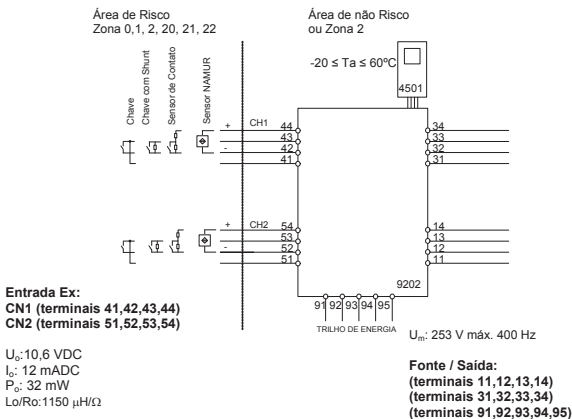 Área de Risco
Zona 0,1, 2, 20, 21, 22
Área de não Risco
ou Zona 2
-20 ≤ Ta ≤ 60ºC
4501
Chave
Chave com Shunt
Sensor de Contato
Sensor NAMUR
+ CH1 44
43
- 42
41
34
33
32
31
+ CH2 54
53
- 52
51
14
13
12
11
9202
91 92 93 94 95
TRILHO DE ENERGIA
Entrada Ex:
CN1 (terminais 41,42,43,44)
CN2 (terminais 51,52,53,54)
Uo:10,6 VDC
Io: 12 mADC
Po: 32 mW
Lo/Ro:1150 µH/Ω
Um: 253 V máx. 400 Hz
Fonte / Saída:
(terminais 11,12,13,14)
(terminais 31,32,33,34)
(terminais 91,92,93,94,95)